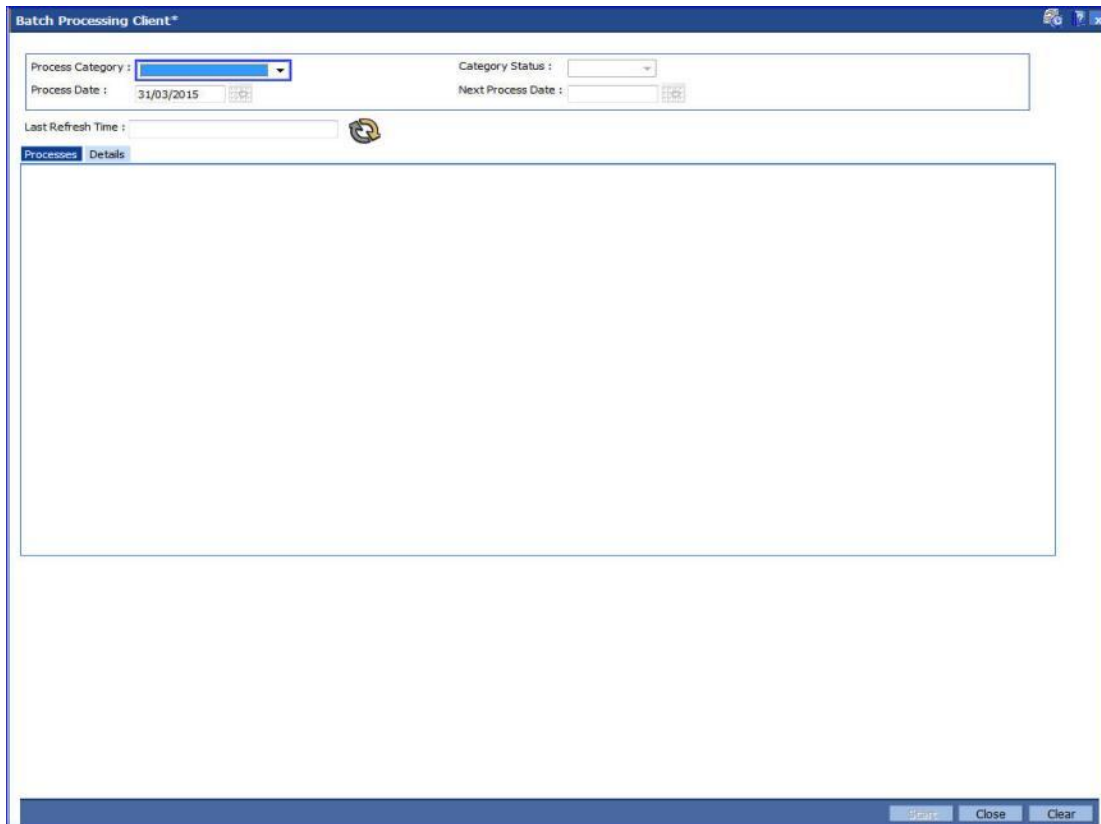 Batch Processing Client*
?
x
Process Category :
Category Status :
Process Date :
31/03/2015
Next Process Date :
Last Refresh Time :
Processes
Details
Start
Close
Clear